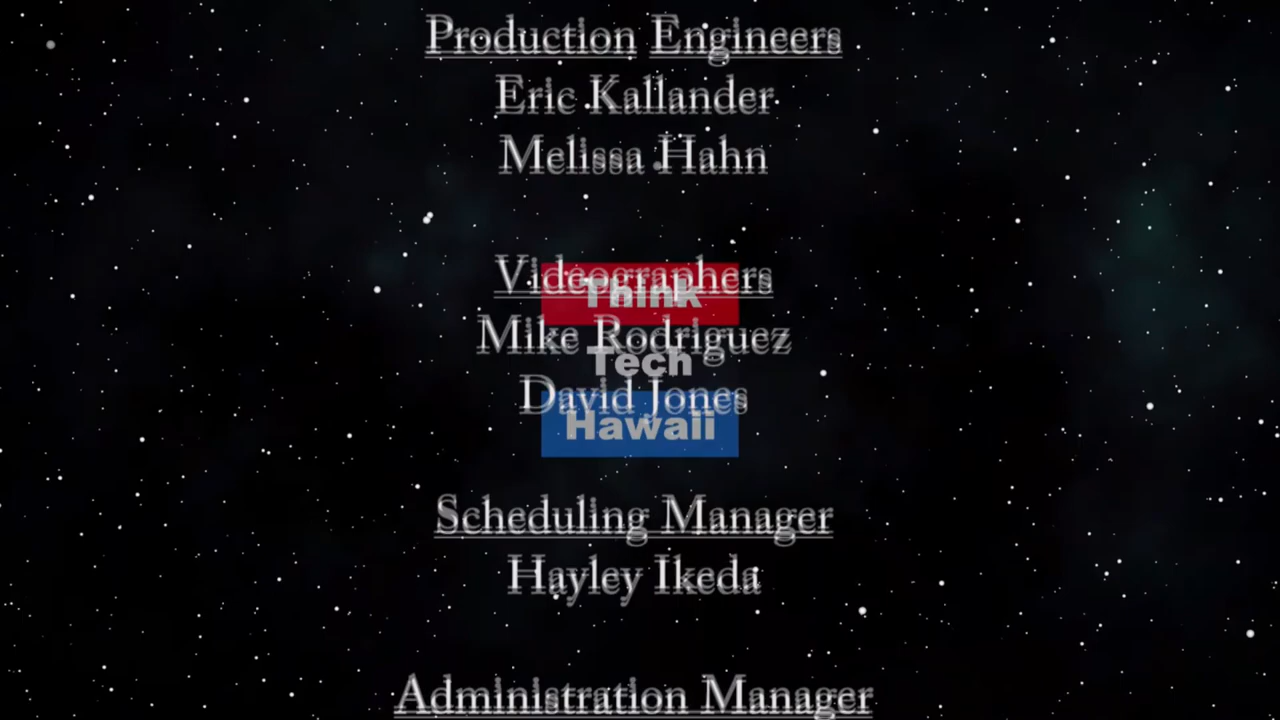 Production Engineers
Eric Kallander
Melissa Hahn
Videographers
Think
Mike Rodriguez
Tech
David Jones
Hawaii
Scheduling Manager
Hayley Ikeda
Administration Manager